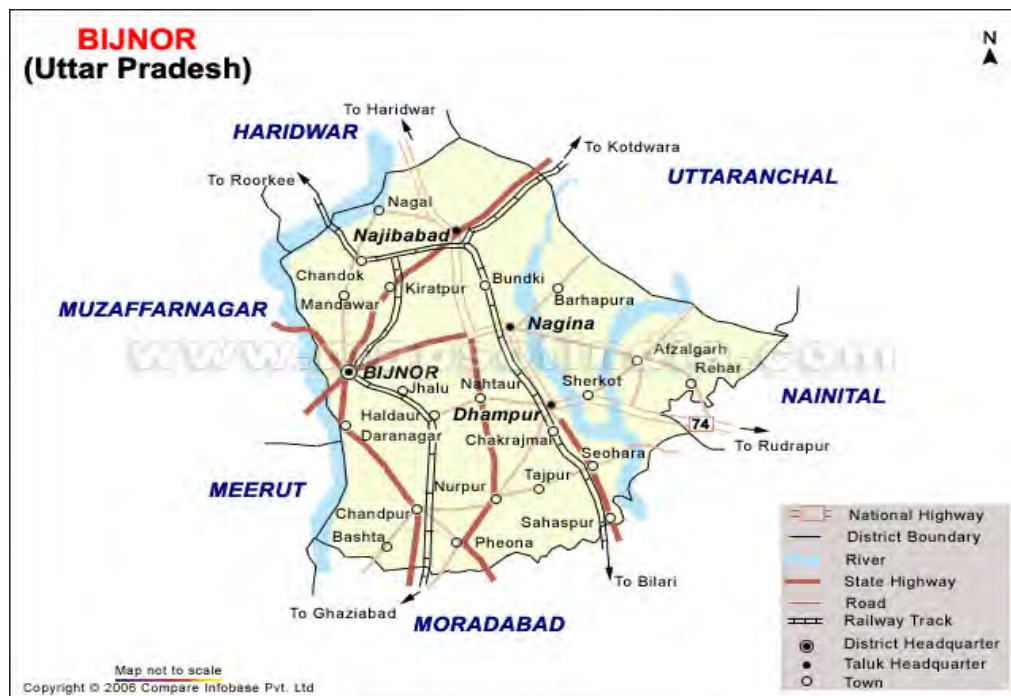 BIJNOR
(Uttar Pradesh)
N
To Haridwar
HARIDWAR
To Kotdwara
To Roorkee
UTTARANCHAL
Nagal
Najibabad
Chandok
Mandawar
Kiratpur
Bundki
Barhapura
MUZAFFARNAGAR
Nagina
Afzalgarh
Rehar
BIJNOR
Jhalu
Nahtaur
Sherkot
NAINITAL
Haldaur
Dhampur
Daranagar
Chakrajmal
74
To Rudrapur
Seohara
MEERUT
Nurpur
Tajpur
Chandpur
Sahaspur
Bashta
Pheona
To Bilari
To Ghaziabad
MORADABAD
National Highway
District Boundary
River
State Highway
Road
Railway Track
District Headquarter
Taluk Headquarter
Town
Map not to scale
Copyright © 2006 Compare Infobase Pvt. Ltd